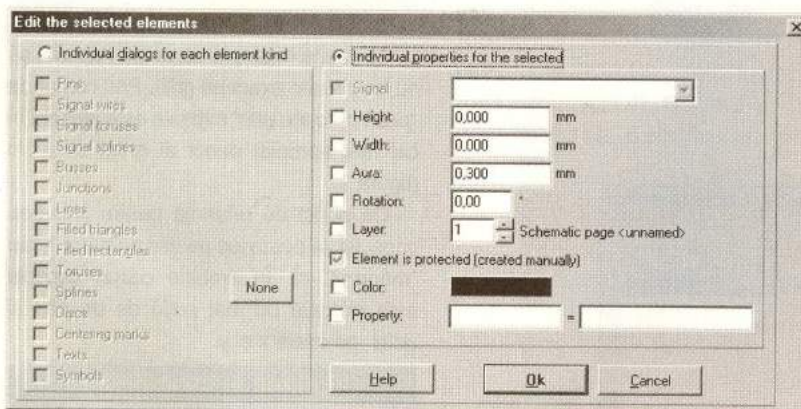 Edit the selected elements
Individual dialogs for each element kind
Pins
Signal wires
Signal toruses
Signal splines
Busses
Junctions
Lines
Filled triangles
Filled rectangles
Toruses
Splines
Discs
Centering marks
Texts
Symbols
None
Individual properties for the selected
Signal:
Height: 0,000 mm
Width: 0,000 mm
Aura: 0,300 mm
Rotation: 0,00 °
Layer: 1 Schematic page <unnamed>
Element is protected (created manually)
Color:
Property: =
Help Ok Cancel